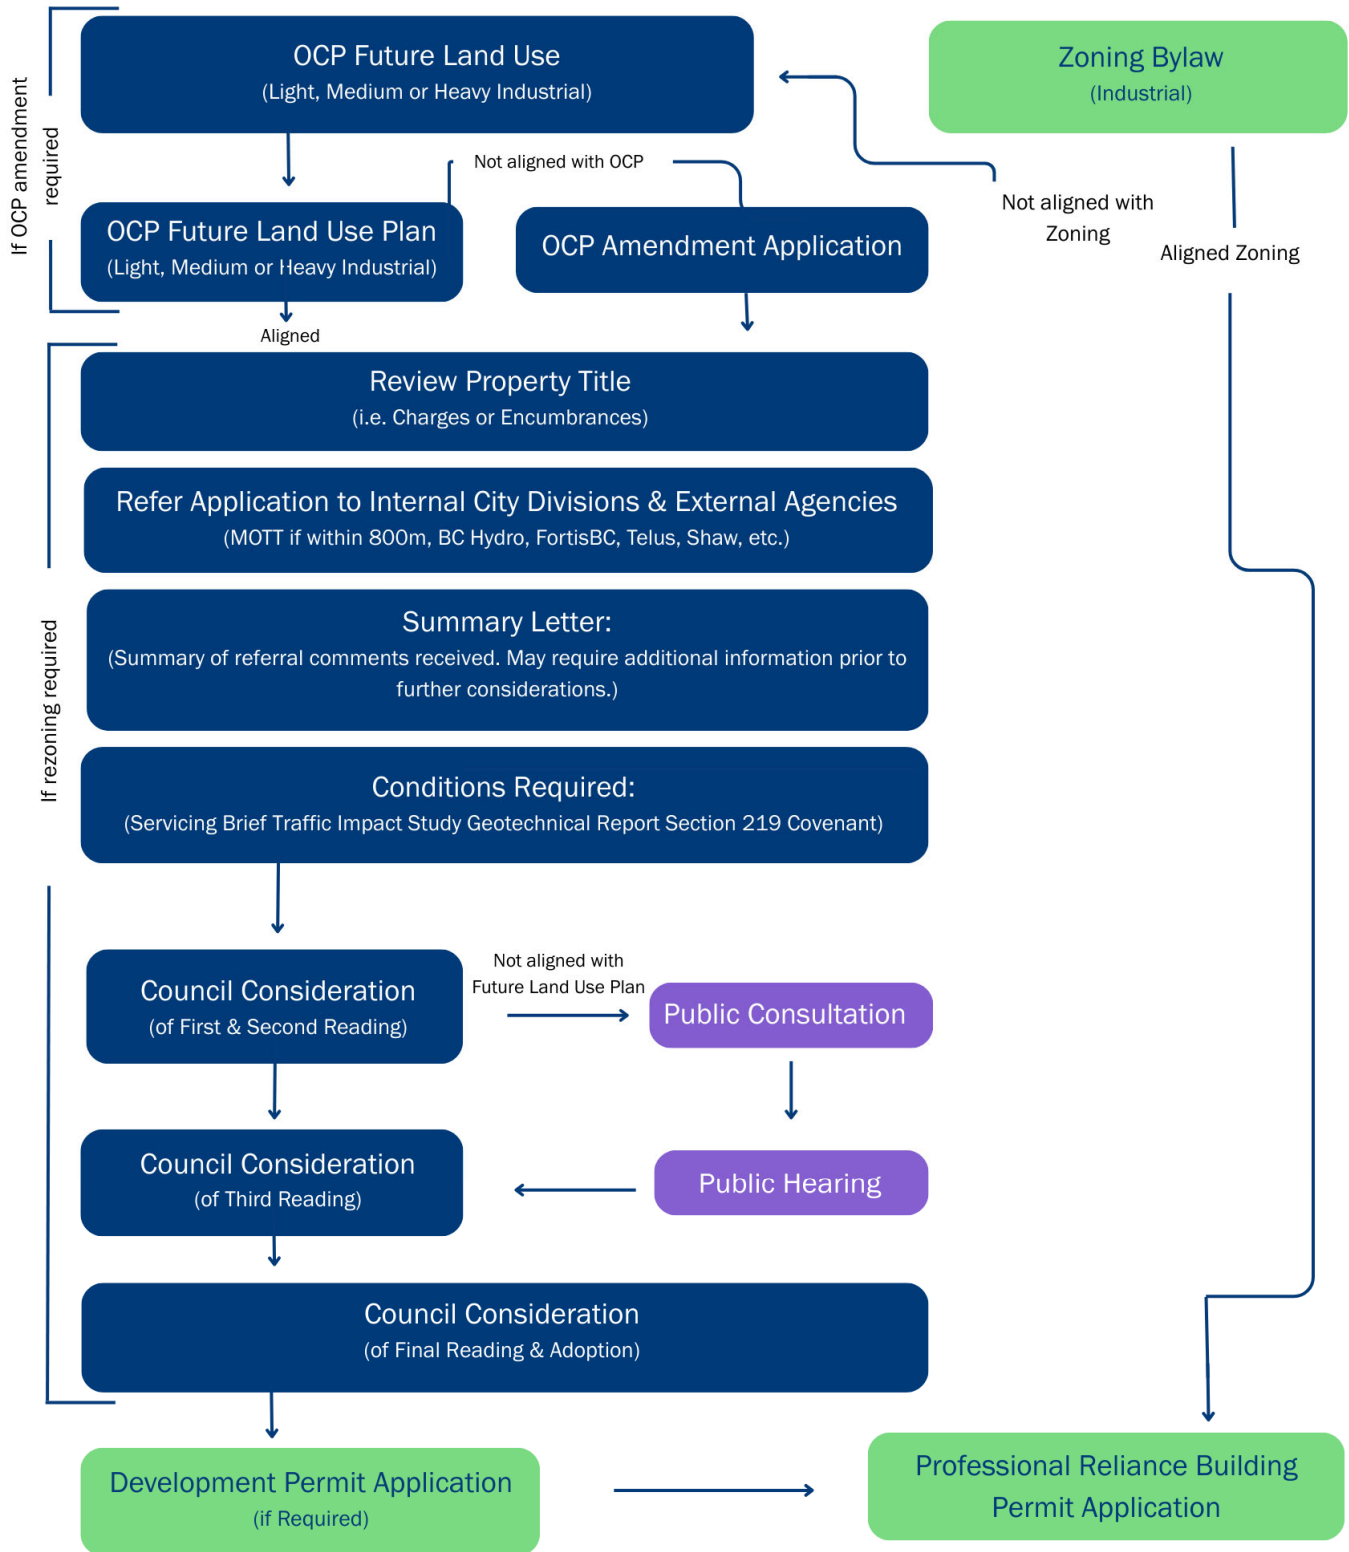 OCP Future Land Use
(Light, Medium or Heavy Industrial)
Zoning Bylaw
(Industrial)
If OCP amendment
required
Not aligned with OCP
Not aligned with
Zoning
Aligned Zoning
OCP Future Land Use Plan
(Light, Medium or Heavy Industrial)
OCP Amendment Application
Aligned
If rezoning required
Review Property Title
(i.e. Charges or Encumbrances)
Refer Application to Internal City Divisions & External Agencies
(MOTT if within 800m, BC Hydro, FortisBC, Telus, Shaw, etc.)
Summary Letter:
(Summary of referral comments received. May require additional information prior to
further considerations.)
Conditions Required:
(Servicing Brief Traffic Impact Study Geotechnical Report Section 219 Covenant)
Council Consideration
(of First & Second Reading)
Not aligned with
Future Land Use Plan
Public Consultation
Council Consideration
(of Third Reading)
Public Hearing
Council Consideration
(of Final Reading & Adoption)
Development Permit Application
(if Required)
Professional Reliance Building
Permit Application